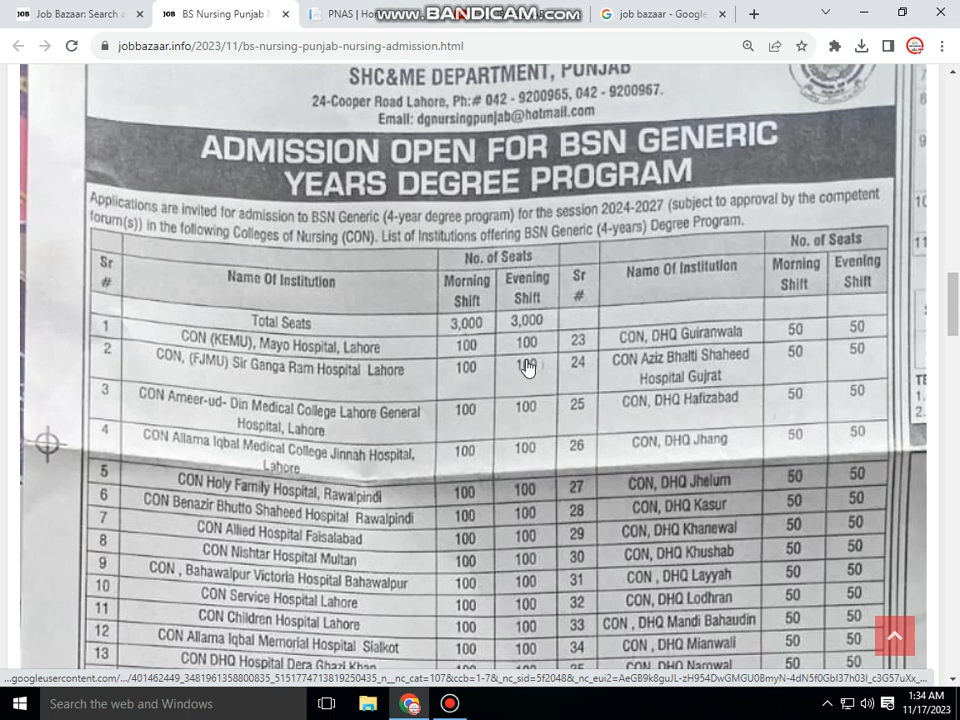 Job Bazaar: Search a
BS Nursing Punjab N
PNAS | Ho
www.BANDICAM.com
job bazaar - Google
jobbazaar.info/2023/11/bs-nursing-punjab-nursing-admission.html
SHC&ME DEPARTMENT, PUNJAB
24-Cooper Road Lahore, Ph:# 042 - 9200965, 042 - 9200967.
Email: dgnursingpunjab@hotmail.com
ADMISSION OPEN FOR BSN GENERIC
YEARS DEGREE PROGRAM
Applications are invited for admission to BSN Generic (4-year degree program) for the session 2024-2027 (subject to approval by the competent
forum(s)) in the following Colleges of Nursing (CON). List of Institutions offering BSN Generic (4-years) Degree Program.
Sr # Name Of Institution No. of Seats Morning Shift Evening Shift Sr # Name Of Institution No. of Seats Morning Shift Evening Shift
Total Seats 3,000 3,000
1 CON (KEMU), Mayo Hospital, Lahore 100 100 23 CON, DHQ Gujranwala 50 50
2 CON, (FJMU) Sir Ganga Ram Hospital Lahore 100 24 CON Aziz Bhalti Shaheed Hospital Gujrat 50 50
3 CON Ameer-ud- Din Medical College Lahore General Hospital, Lahore 100 100 25 CON, DHQ Hafizabad 50 50
4 CON Allama Iqbal Medical College Jinnah Hospital, Lahore 100 100 26 CON, DHQ Jhang 50 50
5 CON Holy Family Hospital, Rawalpindi 100 100 27 CON, DHQ Jhelum 50 50
6 CON Benazir Bhutto Shaheed Hospital Rawalpindi 100 100 28 CON, DHQ Kasur 50 50
7 CON Allied Hospital Faisalabad 100 100 29 CON, DHQ Khanewal 50 50
8 CON Nishtar Hospital Multan 100 100 30 CON, DHQ Khushab 50 50
9 CON , Bahawalpur Victoria Hospital Bahawalpur 100 100 31 CON , DHQ Layyah 50 50
10 CON Service Hospital Lahore 100 100 32 CON, DHQ Lodhran 50 50
11 CON Children Hospital Lahore 100 100 33 CON , DHQ Mandi Bahaudin 50 50
12 CON Allama Iqbal Memorial Hospital Sialkot 100 100 34 CON , DHQ Mianwali 50 50
13 CON DHQ Hospital Dera Ghazi Khan 100 100 CON, DHQ Narowal 50 50
Search the web and Windows
1:34 AM
11/17/2023